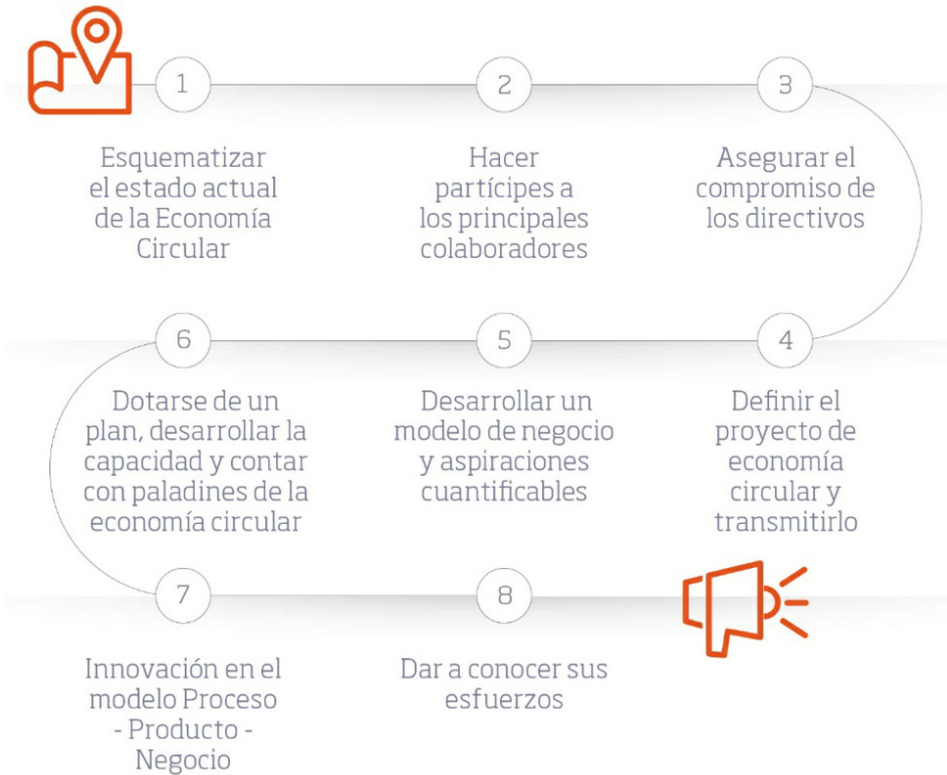 1
Esquematizar
el estado actual
de la Economía
Circular
2
Hacer
partícipes a
los principales
colaboradores
3
Asegurar el
compromiso de
los directivos
4
Definir el
proyecto de
economía
circular y
transmitirlo
5
Desarrollar un
modelo de negocio
y aspiraciones
cuantificables
6
Dotarse de un
plan, desarrollar la
capacidad y contar
con paladines de la
economía circular
7
Innovación en el
modelo Proceso
- Producto -
Negocio
8
Dar a conocer sus
esfuerzos